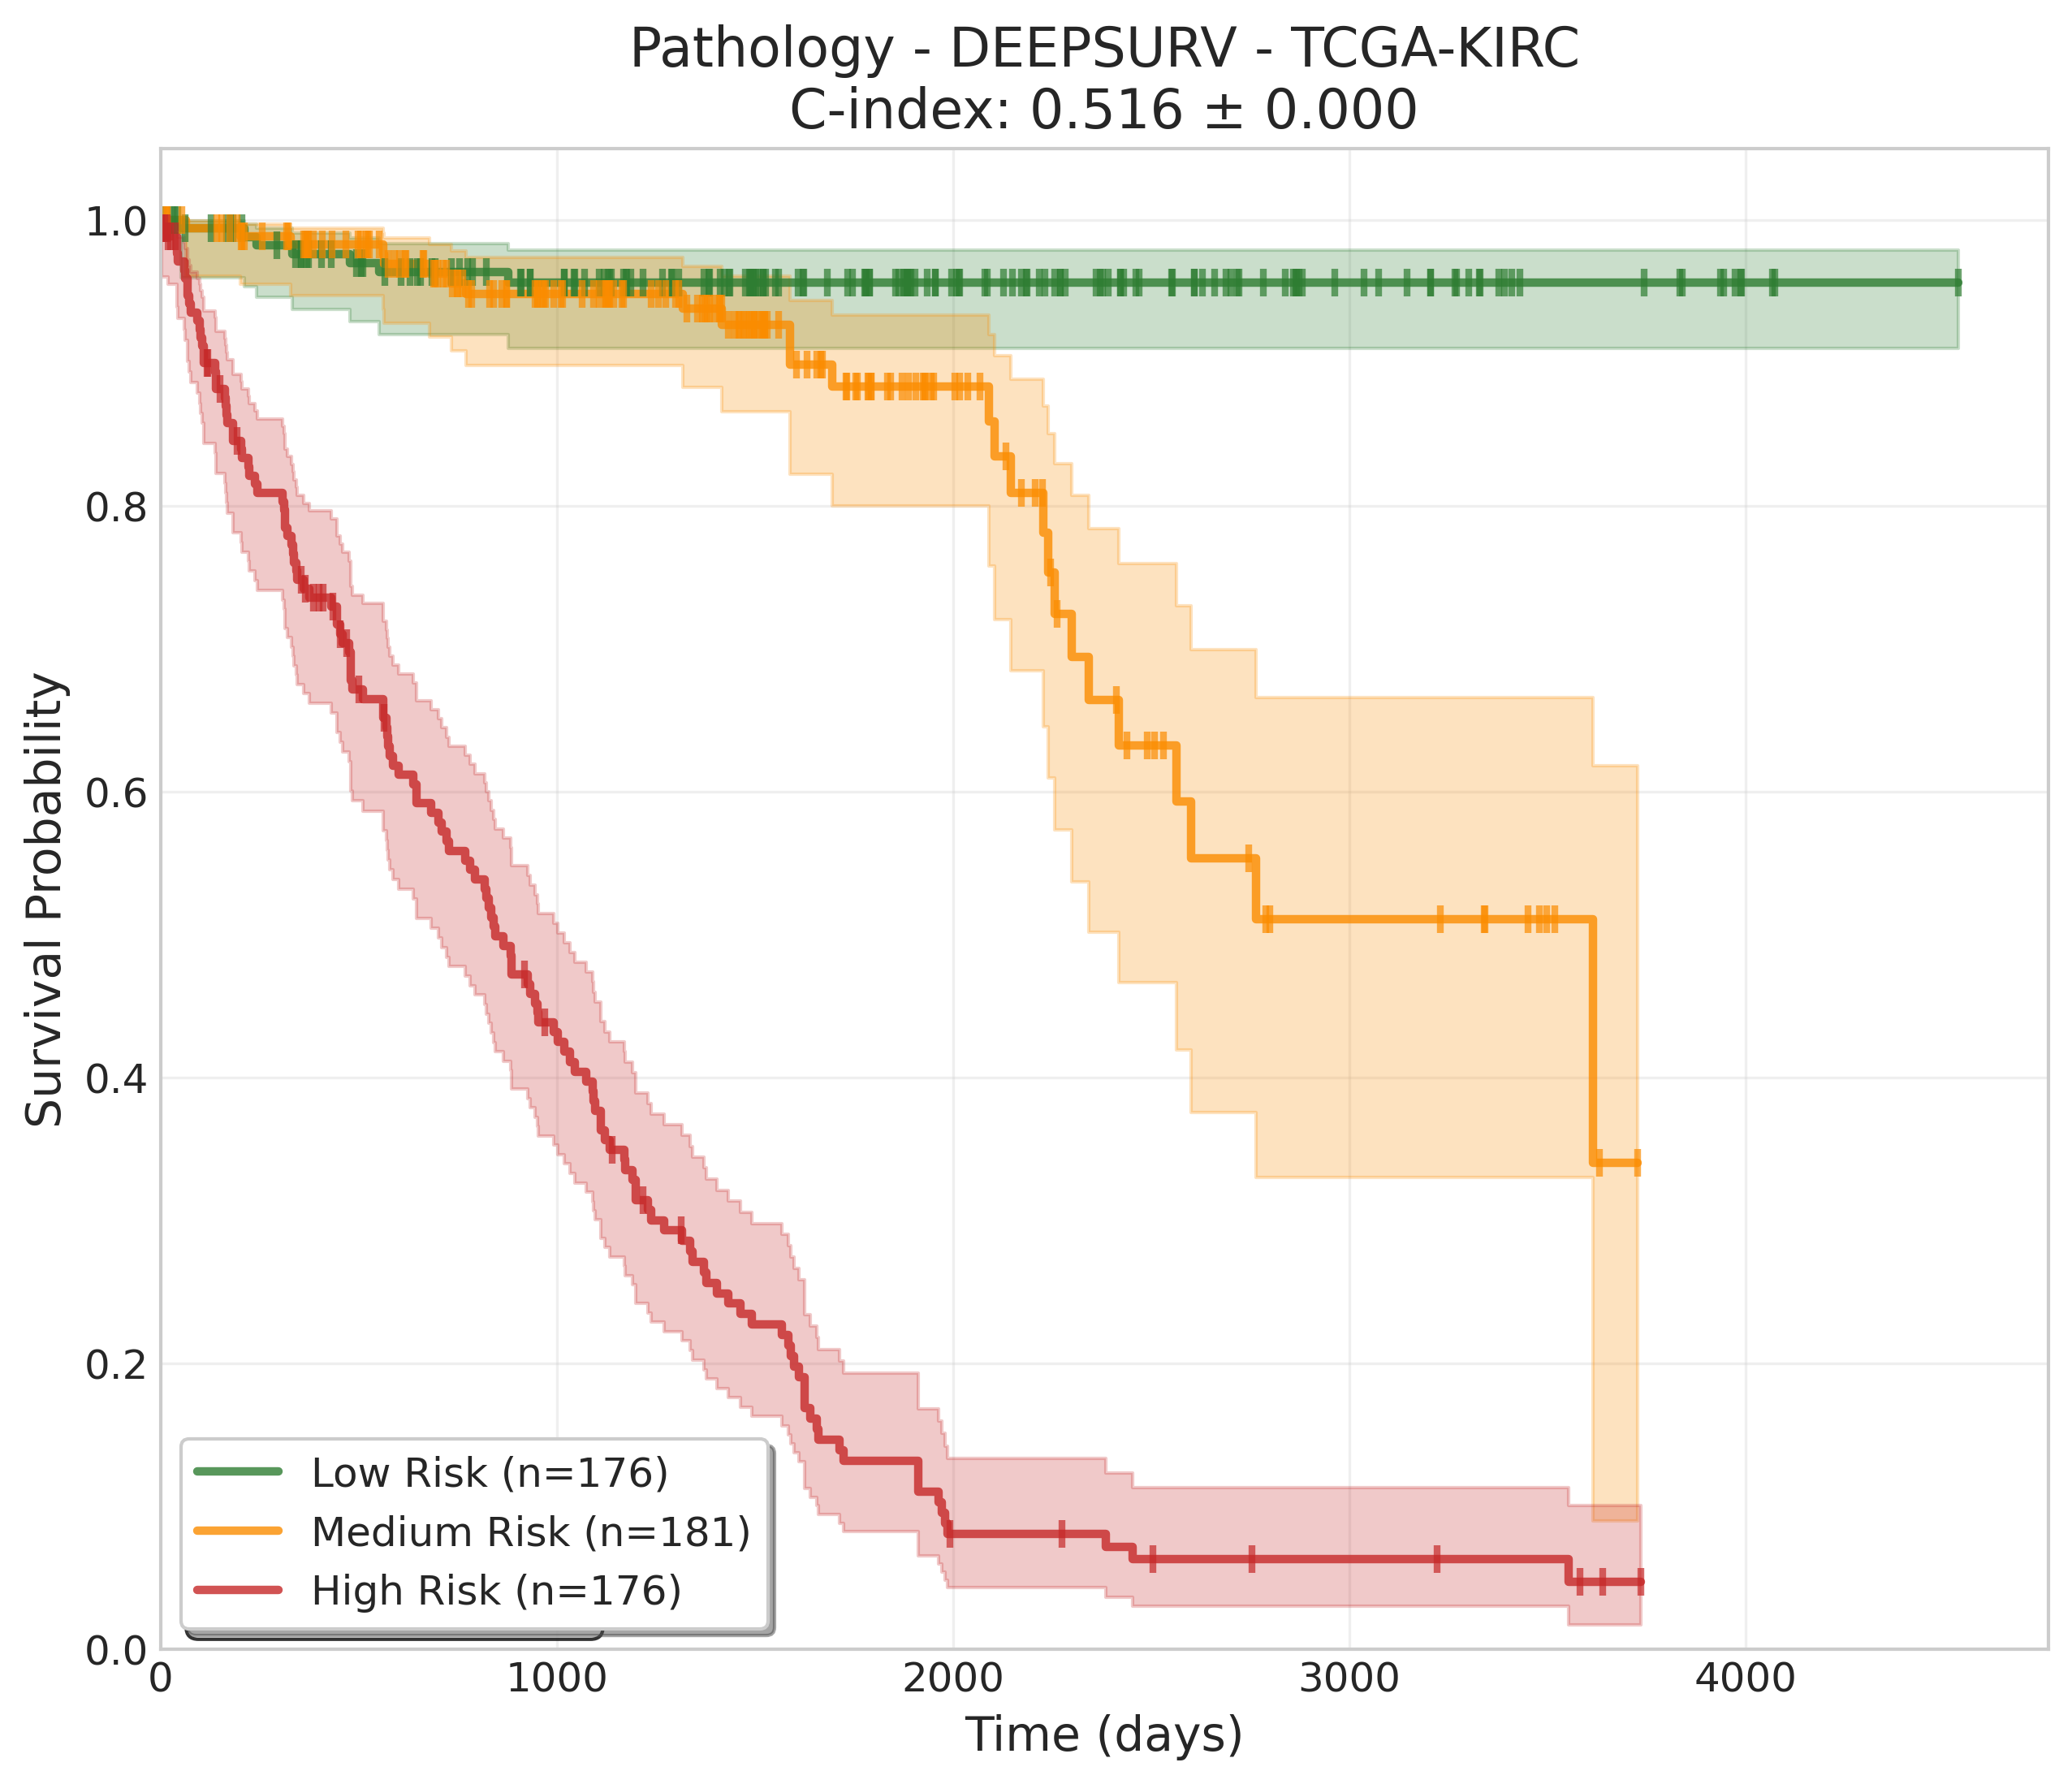 Pathology - DEEPSURV - TCGA-KIRC
C-index: 0.516 ± 0.000
Survival Probability
1.0
0.8
0.6
0.4
0.2
0.0
Low Risk (n=176)
Medium Risk (n=181)
High Risk (n=176)
0 1000 2000 3000 4000
Time (days)